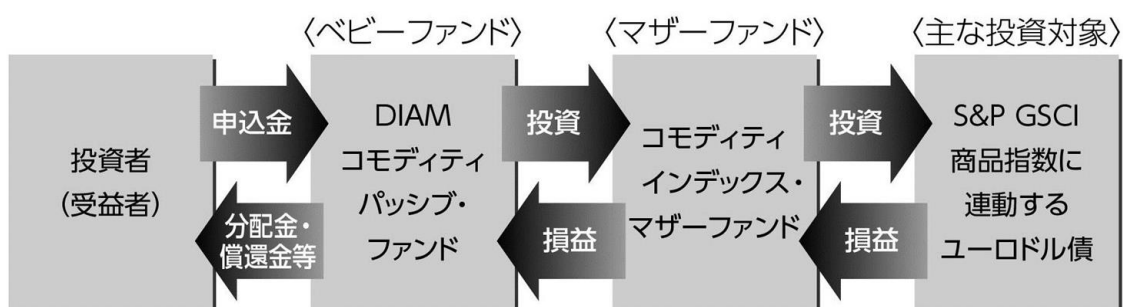 〈ベビーファンド〉
〈マザーファンド〉
〈主な投資対象〉
投資者
（受益者）
申込金
分配金・
償還金等
DIAM
コモディティ
パッシブ・
ファンド
投資
損益
コモディティ
インデックス・
マザーファンド
投資
損益
S&P GSCI
商品指数に
連動する
ユーロドル債